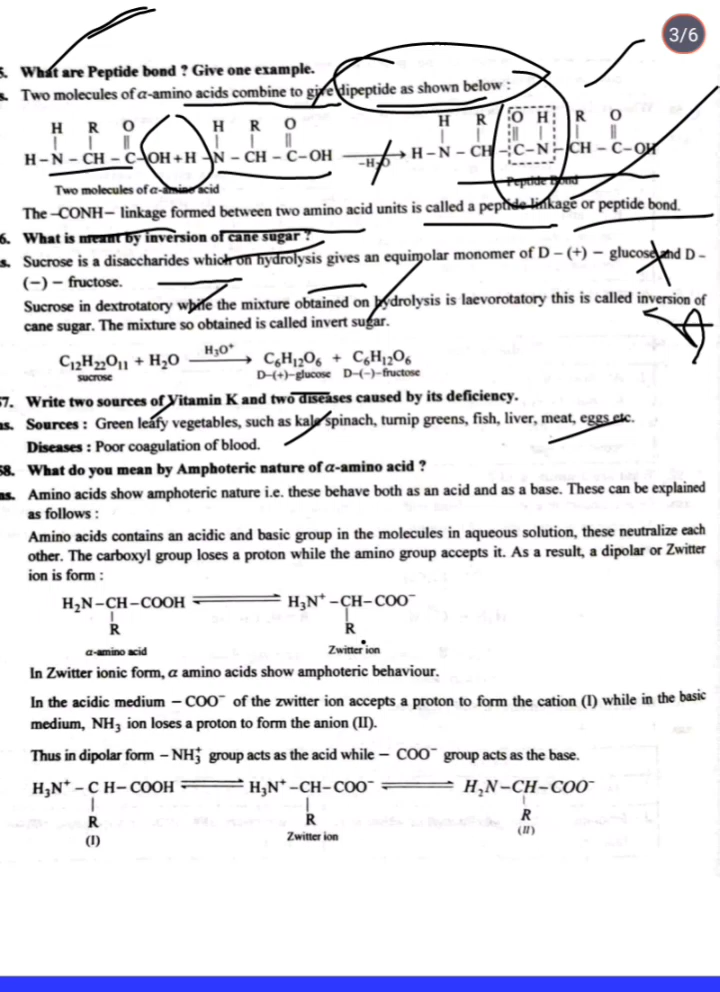 3/6
5. What are Peptide bond ? Give one example.
s. Two molecules of α-amino acids combine to give dipeptide as shown below :
H R O H R O H R O H R O
H – N – CH – C – OH + H – N – CH – C – OH —–H₂O→ H – N – CH – C – N – CH – C – OH
Peptide Bond
Two molecules of α-amine acid
The –CONH– linkage formed between two amino acid units is called a peptide linkage or peptide bond.
6. What is meant by inversion of cane sugar ?
s. Sucrose is a disaccharides which on hydrolysis gives an equimolar monomer of D – (+) – glucose and D –
(–) – fructose.
Sucrose in dextrotatory while the mixture obtained on hydrolysis is laevorotatory this is called inversion of
cane sugar. The mixture so obtained is called invert sugar.
C₁₂H₂₂O₁₁ + H₂O —H₃O⁺→ C₆H₁₂O₆ + C₆H₁₂O₆
sucrose D–(+)–glucose D–(–)–fructose
57. Write two sources of Vitamin K and two diseases caused by its deficiency.
as. Sources : Green leafy vegetables, such as kale spinach, turnip greens, fish, liver, meat, eggs etc.
Diseases : Poor coagulation of blood.
58. What do you mean by Amphoteric nature of α-amino acid ?
as. Amino acids show amphoteric nature i.e. these behave both as an acid and as a base. These can be explained
as follows :
Amino acids contains an acidic and basic group in the molecules in aqueous solution, these neutralize each
other. The carboxyl group loses a proton while the amino group accepts it. As a result, a dipolar or Zwitter
ion is form :
H₂N – CH – COOH ⇌ H₃N⁺ – CH – COO⁻
R R
α-amino acid Zwitter ion
In Zwitter ionic form, α amino acids show amphoteric behaviour.
In the acidic medium – COO⁻ of the zwitter ion accepts a proton to form the cation (I) while in the basic
medium, NH₃ ion loses a proton to form the anion (II).
Thus in dipolar form – NH₃⁺ group acts as the acid while – COO⁻ group acts as the base.
H₃N⁺ – C H – COOH ⇌ H₃N⁺ – CH – COO⁻ ⇌ H₂N – CH – COO⁻
R R R
(I) Zwitter ion (II)